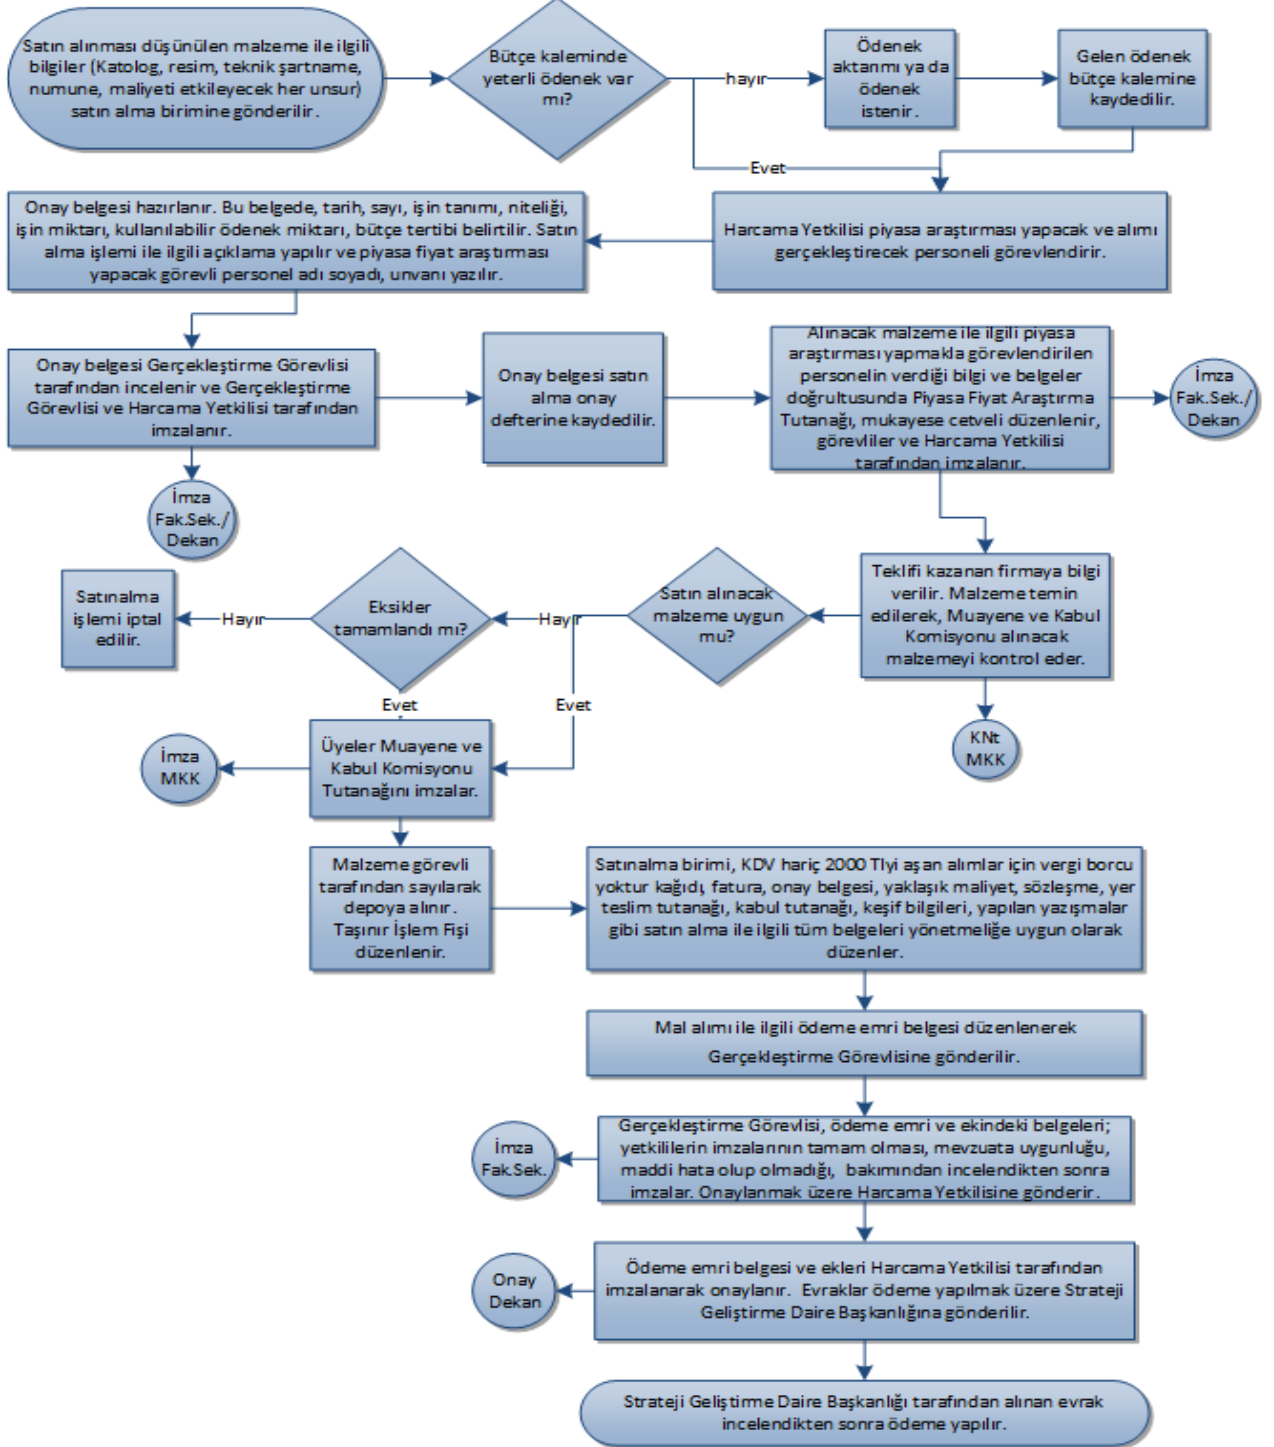 Satın alınması düşünülen malzeme ile ilgili
bilgiler (Katolog, resim, teknik şartname,
numune, maliyeti etkileyecek her unsur)
satın alma birimine gönderilir.
Bütçe kaleminde
yeterli ödenek var
mı?
hayır
Ödenek
aktarımı ya da
ödenek
istenir.
Gelen ödenek
bütçe kalemine
kaydedilir.
Evet
Harcama Yetkilisi piyasa araştırması yapacak ve alımı
gerçekleştirecek personeli görevlendirir.
Onay belgesi hazırlanır. Bu belgede, tarih, sayı, işin tanımı, niteliği,
işin miktarı, kullanılabilir ödenek miktarı, bütçe tertibi belirtilir. Satın
alma işlemi ile ilgili açıklama yapılır ve piyasa fiyat araştırması
yapacak görevli personel adı soyadı, unvanı yazılır.
Onay belgesi Gerçekleştirme Görevlisi
tarafından incelenir ve Gerçekleştirme
Görevlisi ve Harcama Yetkilisi tarafından
imzalanır.
Onay belgesi satın
alma onay
defterine kaydedilir.
Alınacak malzeme ile ilgili piyasa
araştırması yapmakla görevlendirilen
personelin verdiği bilgi ve belgeler
doğrultusunda Piyasa Fiyat Araştırma
Tutanağı, mukayese cetveli düzenlenir,
görevliler ve Harcama Yetkilisi
tarafından imzalanır.
İmza
Fak.Sek./
Dekan
İmza
Fak.Sek./
Dekan
Teklifi kazanan firmaya bilgi
verilir. Malzeme temin
edilerek, Muayene ve Kabul
Komisyonu alınacak
malzemeyi kontrol eder.
Satın alınacak
malzeme uygun
mu?
Hayır
Eksikler
tamamlandı mı?
Hayır
Satınalma
işlemi iptal
edilir.
Evet
Evet
KNt
MKK
Üyeler Muayene ve
Kabul Komisyonu
Tutanağını imzalar.
İmza
MKK
Malzeme görevli
tarafından sayılarak
depoya alınır.
Taşınır İşlem Fişi
düzenlenir.
Satınalma birimi, KDV hariç 2000 Tlyi aşan alımlar için vergi borcu
yoktur kağıdı, fatura, onay belgesi, yaklaşık maliyet, sözleşme, yer
teslim tutanağı, kabul tutanağı, keşif bilgileri, yapılan yazışmalar
gibi satın alma ile ilgili tüm belgeleri yönetmeliğe uygun olarak
düzenler.
Mal alımı ile ilgili ödeme emri belgesi düzenlenerek
Gerçekleştirme Görevlisine gönderilir.
Gerçekleştirme Görevlisi, ödeme emri ve ekindeki belgeleri;
yetkililerin imzalarının tamam olması, mevzuata uygunluğu,
maddi hata olup olmadığı, bakımından incelendikten sonra
imzalar. Onaylanmak üzere Harcama Yetkilisine gönderir.
İmza
Fak.Sek.
Ödeme emri belgesi ve ekleri Harcama Yetkilisi tarafından
imzalanarak onaylanır. Evraklar ödeme yapılmak üzere Strateji
Geliştirme Daire Başkanlığına gönderilir.
Onay
Dekan
Strateji Geliştirme Daire Başkanlığı tarafından alınan evrak
incelendikten sonra ödeme yapılır.